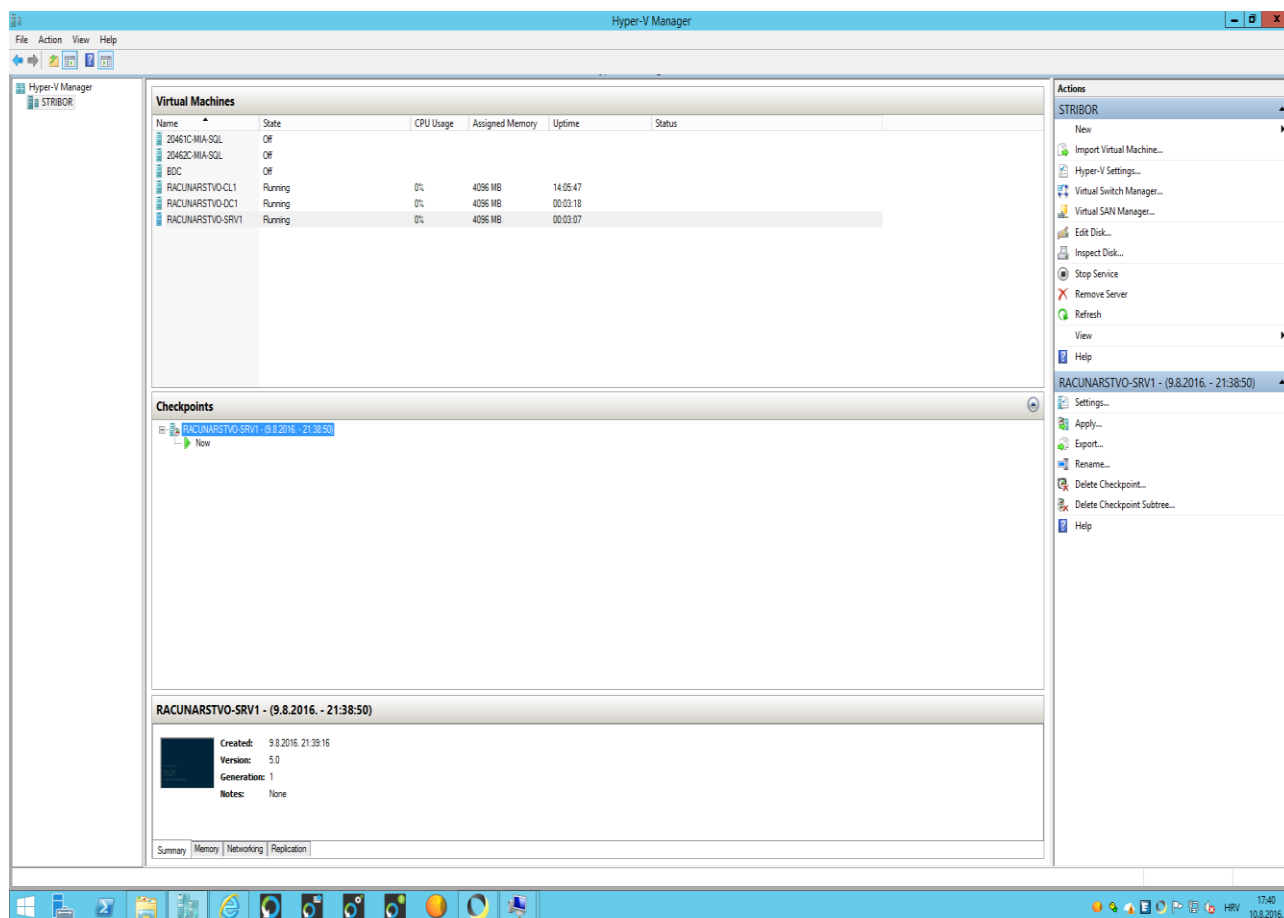 Hyper-V Manager
File Action View Help
Hyper-V Manager
STRIBOR
Virtual Machines
Name State CPU Usage Assigned Memory Uptime Status
20461C-MIA-SQL Off
20462C-MIA-SQL Off
BDC Off
RACUNARSTVO-CL1 Running 0% 4096 MB 14:05:47
RACUNARSTVO-DC1 Running 0% 4096 MB 00:03:18
RACUNARSTVO-SRV1 Running 0% 4096 MB 00:03:07
Checkpoints
RACUNARSTVO-SRV1 - (9.8.2016. - 21:38:50)
Now
RACUNARSTVO-SRV1 - (9.8.2016. - 21:38:50)
Created: 9.8.2016. 21:39:16
Version: 5.0
Generation: 1
Notes: None
Summary Memory Networking Replication
Actions
STRIBOR
New
Import Virtual Machine...
Hyper-V Settings...
Virtual Switch Manager...
Virtual SAN Manager...
Edit Disk...
Inspect Disk...
Stop Service
Remove Server
Refresh
View
Help
RACUNARSTVO-SRV1 - (9.8.2016. - 21:38:50)
Settings...
Apply...
Export...
Rename...
Delete Checkpoint...
Delete Checkpoint Subtree...
Help
HRV
17:40
10.8.2016.